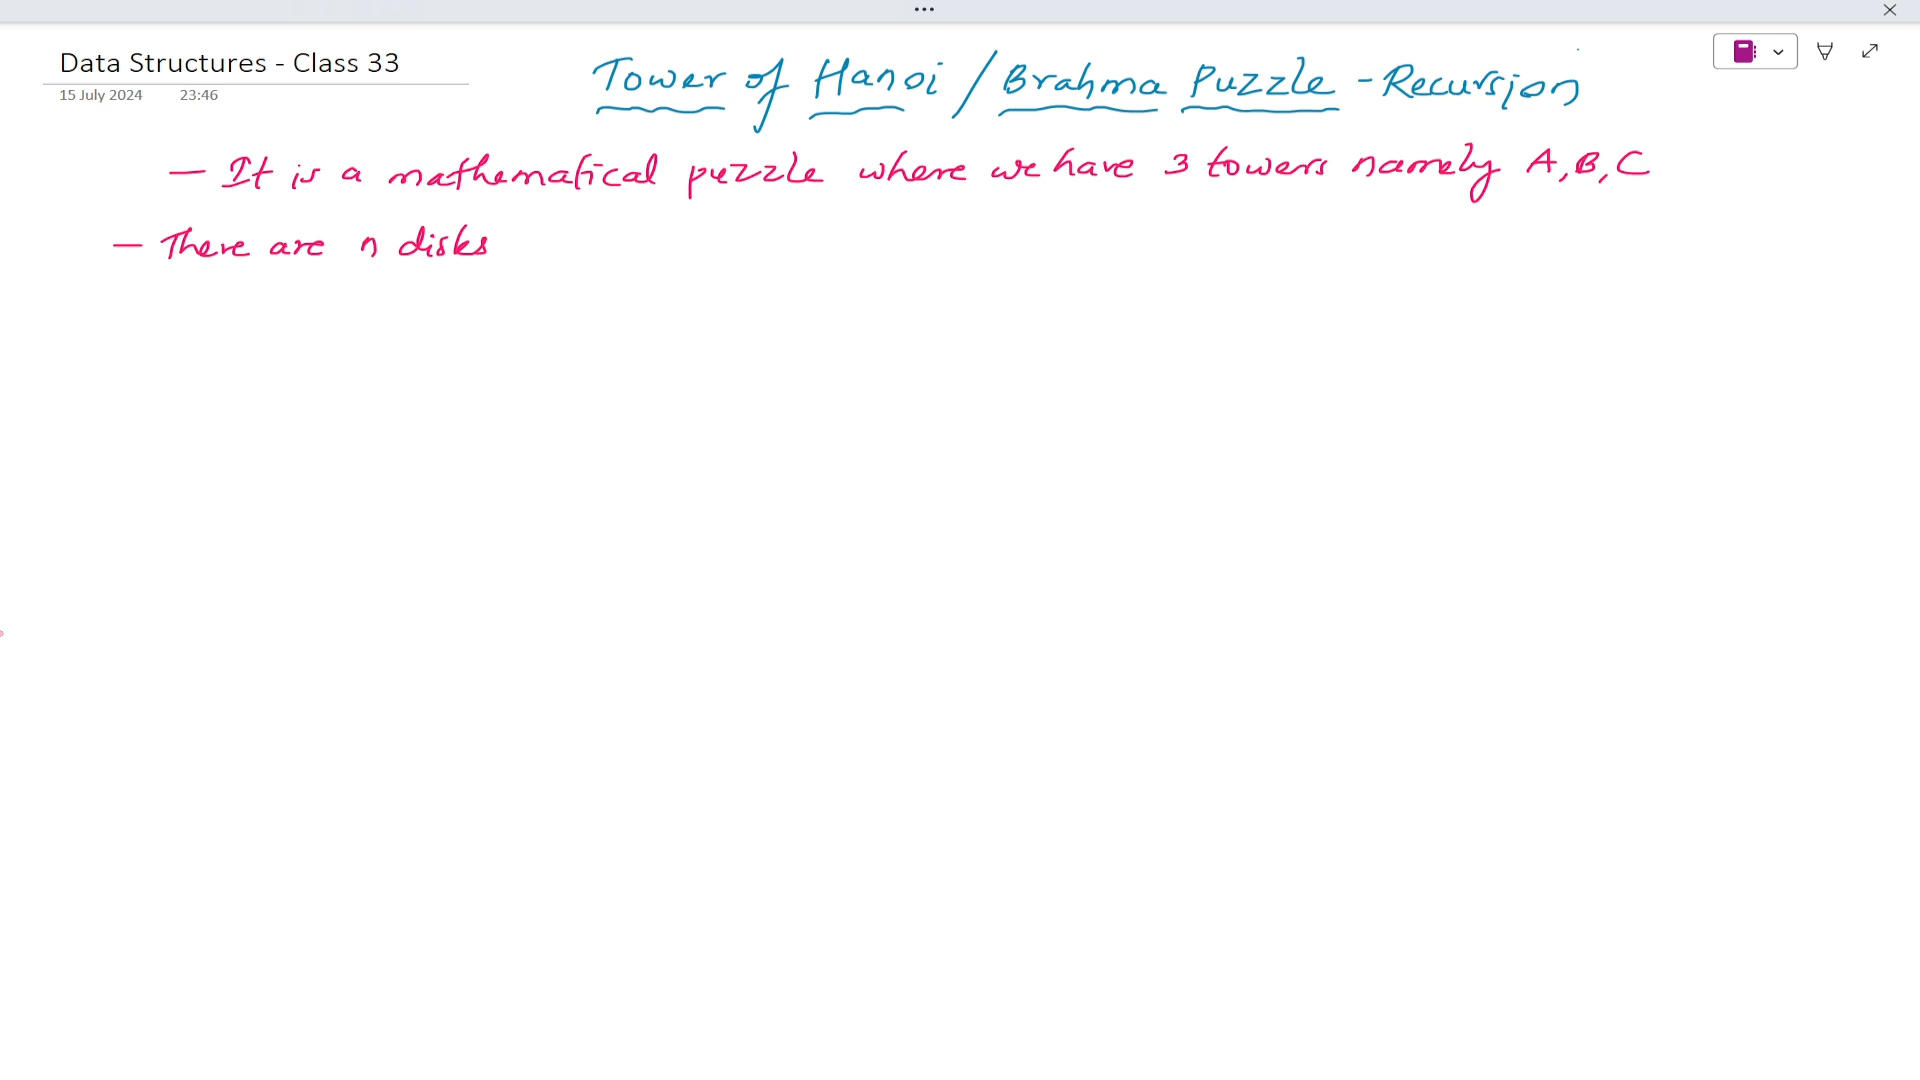 Data Structures - Class 33
15 July 2024 23:46
Tower of Hanoi / Brahma Puzzle - Recursion
— It is a mathematical puzzle where we have 3 towers namely A, B, C
— There are n disks